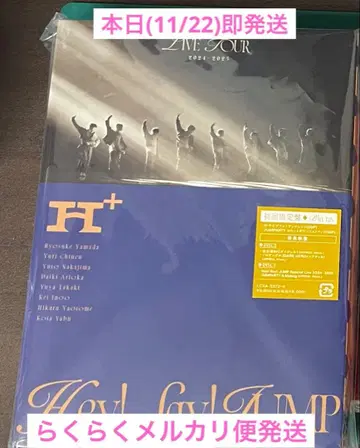 本日(11/22)即発送
LIVE TOUR
2024-2025
H+
Ryosuke Yamada
Yuri Chinen
Yuto Nakajima
Daiki Arioka
Yuya Takaki
Kei Inoo
Hikaru Yaotome
Kota Yabu
初回限定盤
Hey! Say! JUMP
らくらくメルカリ便発送